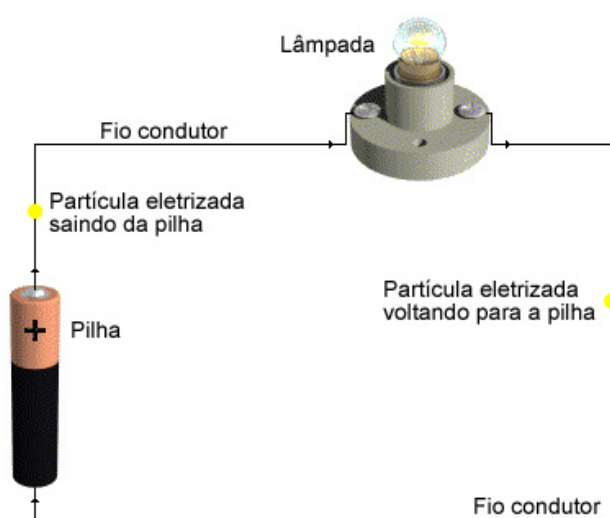 Lâmpada
Fio condutor
Partícula eletrizada
saindo da pilha
Partícula eletrizada
voltando para a pilha
+
Pilha
Fio condutor